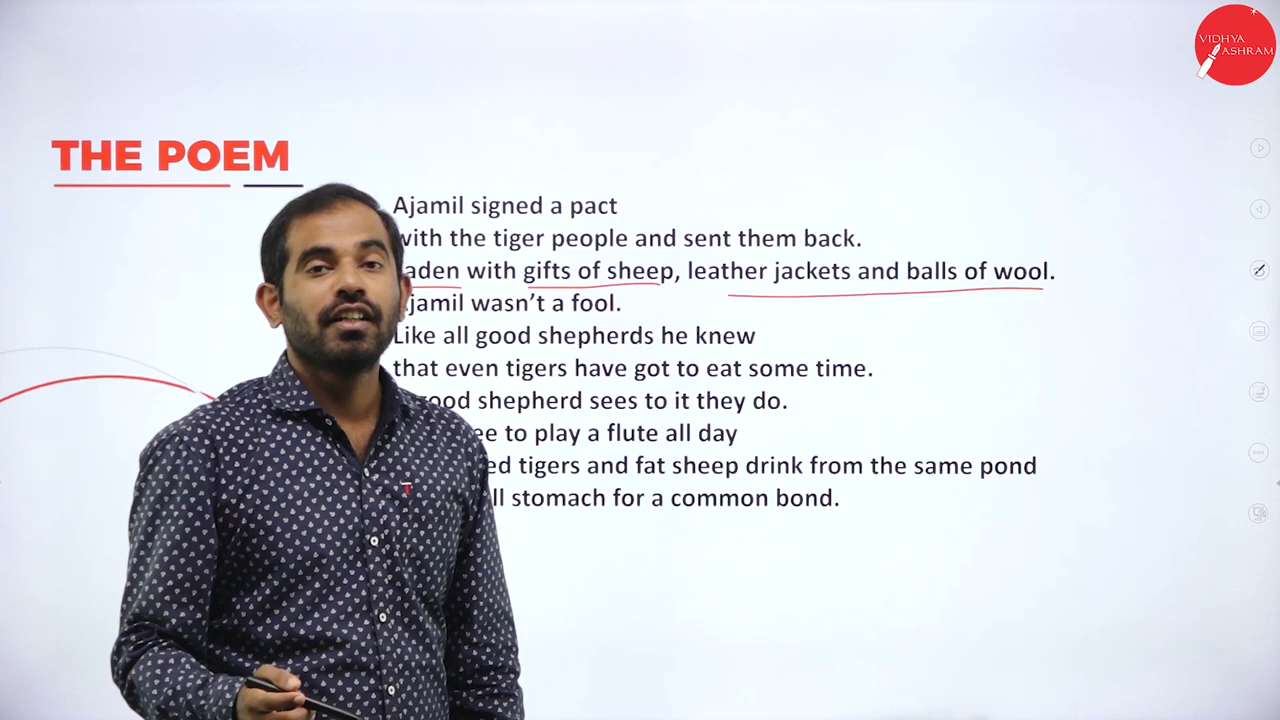 VIDHYA
ASHRAM
THE POEM
Ajamil signed a pact
with the tiger people and sent them back.
aden with gifts of sheep, leather jackets and balls of wool.
jamil wasn't a fool.
Like all good shepherds he knew
that even tigers have got to eat some time.
good shepherd sees to it they do.
ee to play a flute all day
ed tigers and fat sheep drink from the same pond
ll stomach for a common bond.